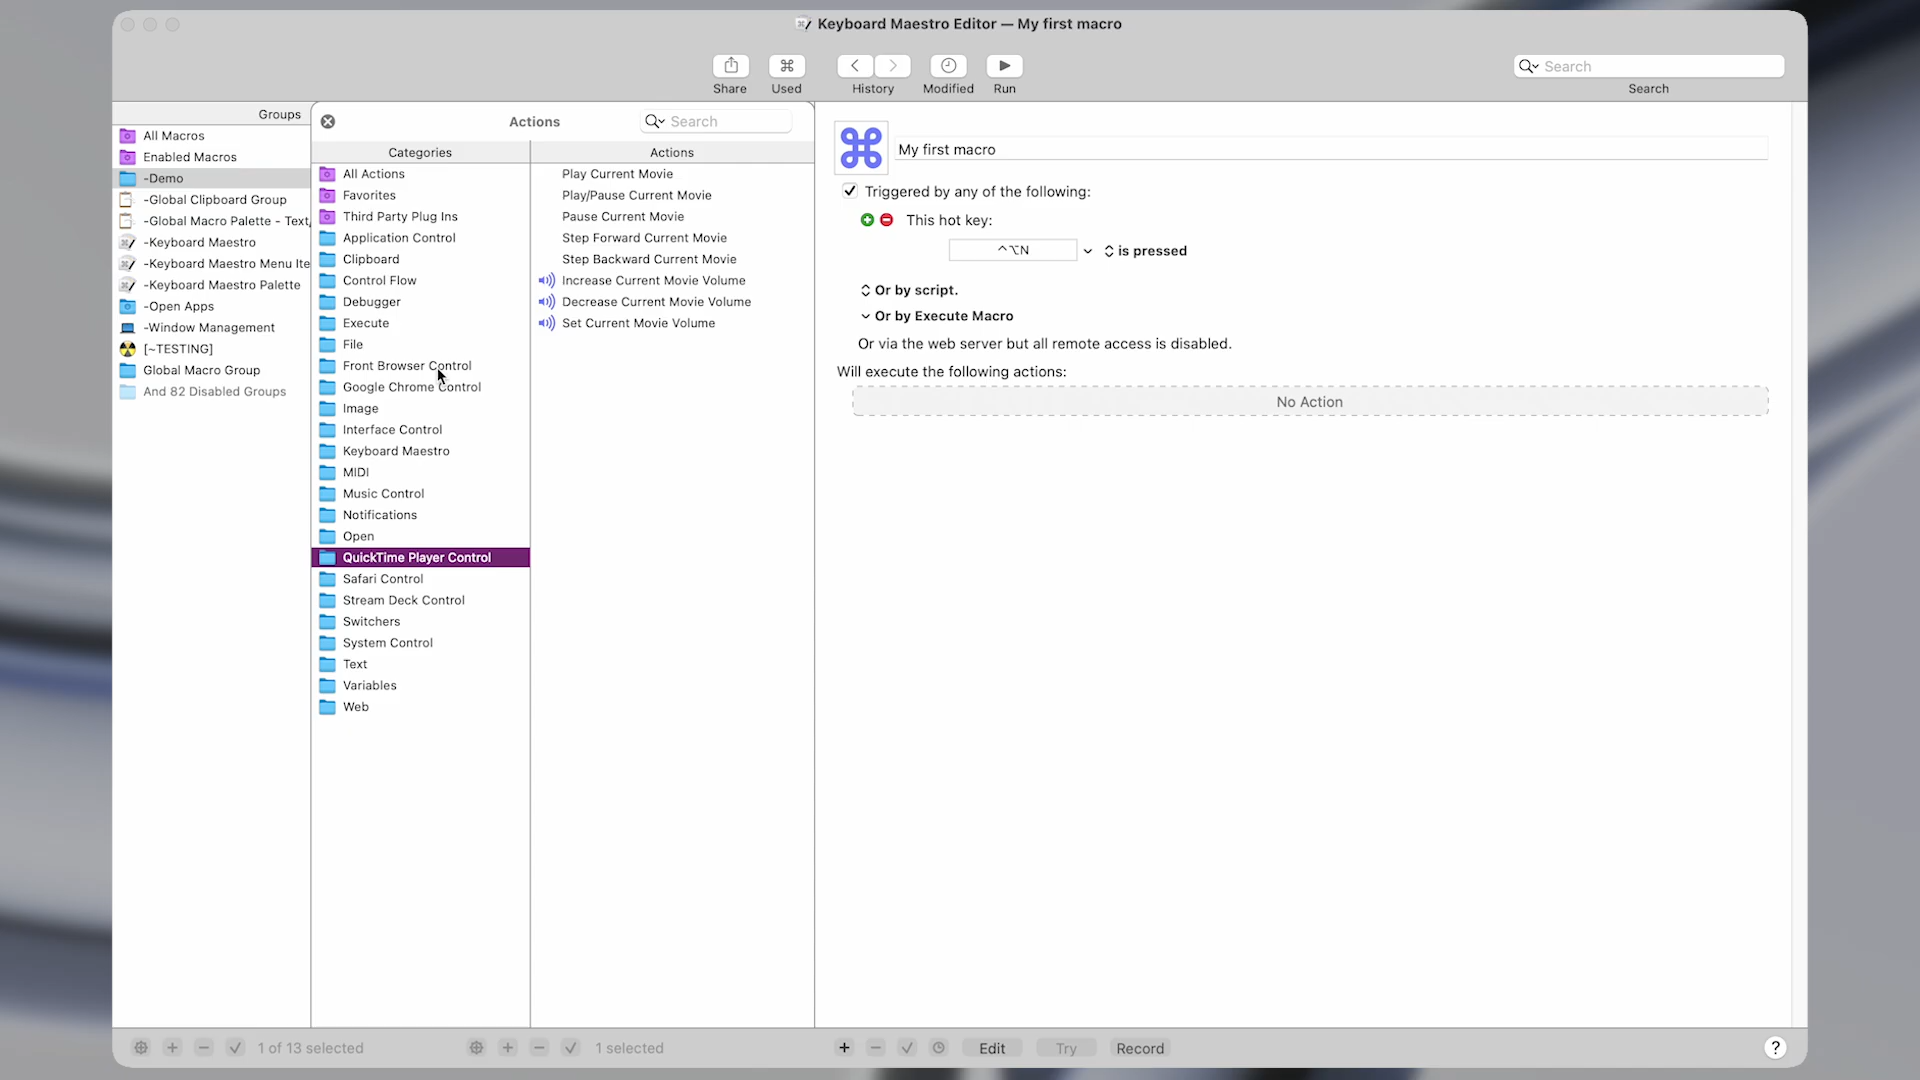 Keyboard Maestro Editor — My first macro
Share
Used
History
Modified
Run
Search
Search
Groups
All Macros
Enabled Macros
-Demo
-Global Clipboard Group
-Global Macro Palette - Text,
-Keyboard Maestro
-Keyboard Maestro Menu Ite
-Keyboard Maestro Palette
-Open Apps
-Window Management
[~TESTING]
Global Macro Group
And 82 Disabled Groups
Actions
Search
Categories
All Actions
Favorites
Third Party Plug Ins
Application Control
Clipboard
Control Flow
Debugger
Execute
File
Front Browser Control
Google Chrome Control
Image
Interface Control
Keyboard Maestro
MIDI
Music Control
Notifications
Open
QuickTime Player Control
Safari Control
Stream Deck Control
Switchers
System Control
Text
Variables
Web
Actions
Play Current Movie
Play/Pause Current Movie
Pause Current Movie
Step Forward Current Movie
Step Backward Current Movie
Increase Current Movie Volume
Decrease Current Movie Volume
Set Current Movie Volume
My first macro
Triggered by any of the following:
This hot key:
⌃⌥N
is pressed
Or by script.
Or by Execute Macro
Or via the web server but all remote access is disabled.
Will execute the following actions:
No Action
1 of 13 selected
1 selected
Edit
Try
Record
?